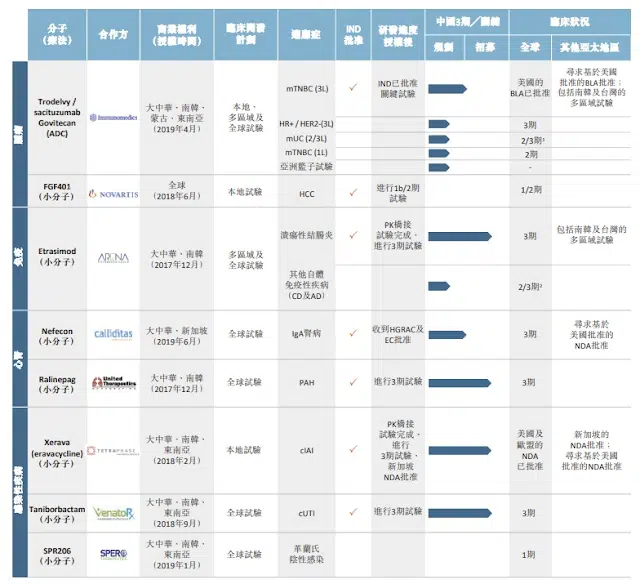 分子
(療法)
合作方
商業權利
(授權時間)
臨床開發
計劃
適應症
IND
批准
研發進度
授權後
中國3期/關鍵
規劃
招募
臨床狀況
全球
其他亞太地區
腫瘤
Trodelvy /
sacituzumab
Govitecan
(ADC)
Immunomedics
大中華、南韓、
蒙古、東南亞
(2019年4月)
本地、
多區域及
全球試驗
mTNBC (3L)
✓
IND已批准
關鍵試驗
美國的
BLA已批准
尋求基於美國
批准的BLA批准;
包括南韓及台灣的
多區域試驗
HR+ / HER2-(3L)
3期
mUC (2/3L)
2/3期¹
mTNBC (1L)
2期
亞洲籃子試驗
-
FGF401
(小分子)
NOVARTIS
全球
(2018年6月)
本地試驗
HCC
✓
進行1b/2期
試驗
1/2期
免疫
Etrasimod
(小分子)
ARENA
大中華、南韓
(2017年12月)
多區域及
全球試驗
潰瘍性結腸炎
✓
PK橋接
試驗完成、
進行3期試驗
3期
包括南韓及台灣的
多區域試驗
其他自體
免疫性疾病
(CD及AD)
2/3期²
心腎
Nefecon
(小分子)
calliditas
大中華、新加坡
(2019年6月)
全球試驗
IgA腎病
✓
收到HGRAC及
EC批准
3期
尋求基於
美國批准的
NDA批准
Ralinepag
(小分子)
United
Therapeutics
大中華、南韓
(2017年12月)
全球試驗
PAH
✓
進行3期試驗
3期
感染性疾病
Xerava
(eravacycline)
(小分子)
TETRAPHASE
大中華、南韓、
東南亞
(2018年2月)
本地試驗
cIAI
✓
PK橋接
試驗完成、
進行
3期試驗、
新加坡
NDA批准
美國及
歐盟的
NDA
已批准
新加坡的
NDA批准;
尋求基於美國
批准的NDA批准
Taniborbactam
(小分子)
VenatoRx
大中華、南韓、
東南亞
(2018年9月)
全球試驗
cUTI
✓
進行3期試驗
3期
SPR206
(小分子)
SPERO
大中華、南韓、
東南亞
(2019年1月)
全球試驗
革蘭氏
陰性感染
1期